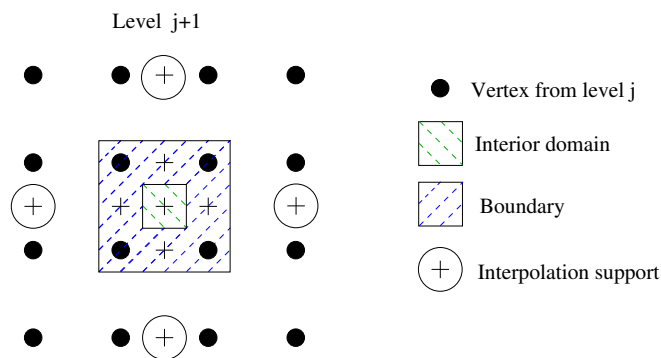 Level j+1
Vertex from level j
Interior domain
Boundary
Interpolation support